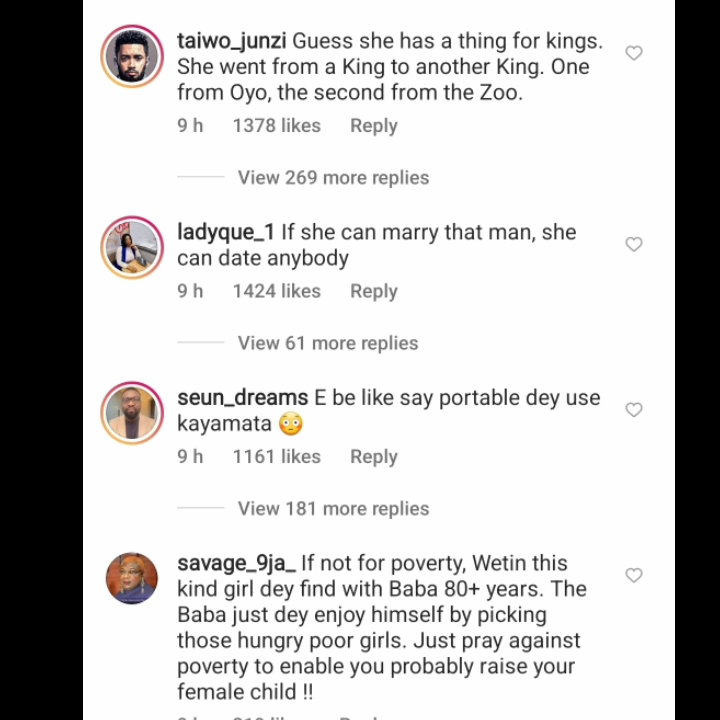 taiwo_junzi Guess she has a thing for kings.
She went from a King to another King. One
from Oyo, the second from the Zoo.
9 h 1378 likes Reply
View 269 more replies
ladyque_1 If she can marry that man, she
can date anybody
9 h 1424 likes Reply
View 61 more replies
seun_dreams E be like say portable dey use
kayamata 😳
9 h 1161 likes Reply
View 181 more replies
savage_9ja_ If not for poverty, Wetin this
kind girl dey find with Baba 80+ years. The
Baba just dey enjoy himself by picking
those hungry poor girls. Just pray against
poverty to enable you probably raise your
female child !!